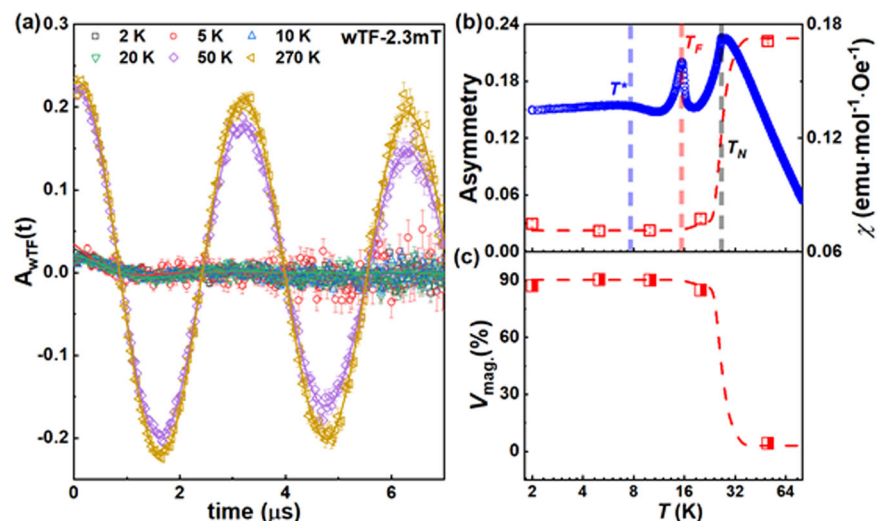 (a)
2 K 5 K 10 K wTF-2.3mT
20 K 50 K 270 K
0.3
0.2
0.1
0.0
-0.1
-0.2
A_wTF(t)
0 2 4 6
time (μs)
(b)
0.24
0.18
0.12
0.06
0.00
Asymmetry
T*
T_F
T_N
0.18
0.12
0.06
χ (emu·mol⁻¹·Oe⁻¹)
(c)
90
60
30
0
V_mag.(%)
2 4 8 16 32 64
T (K)